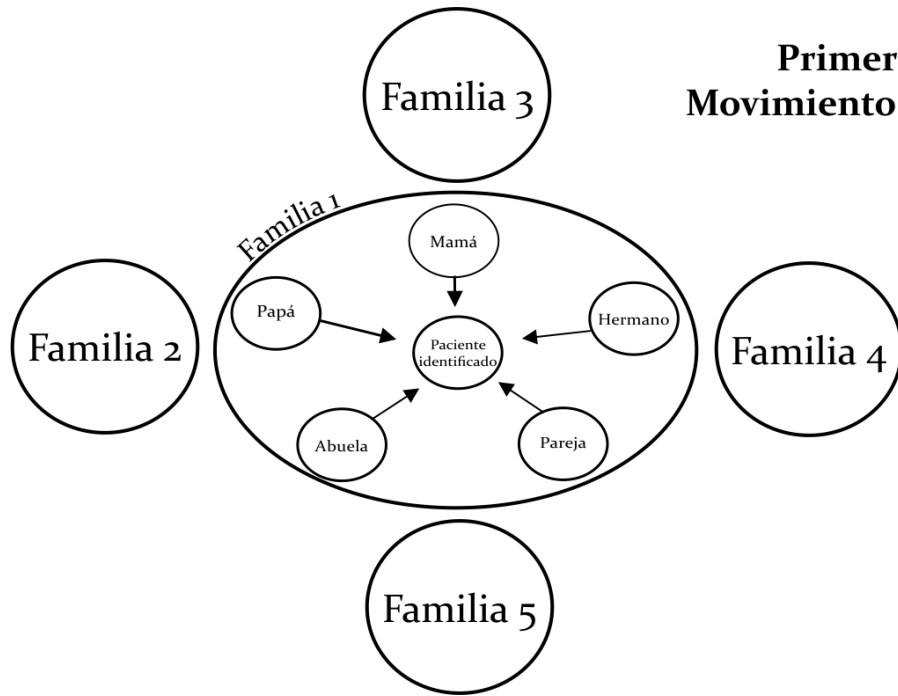 Primer
Movimiento
Familia 3
Familia 1
Mamá
Papá
Hermano
Familia 2
Paciente
identificado
Familia 4
Abuela
Pareja
Familia 5